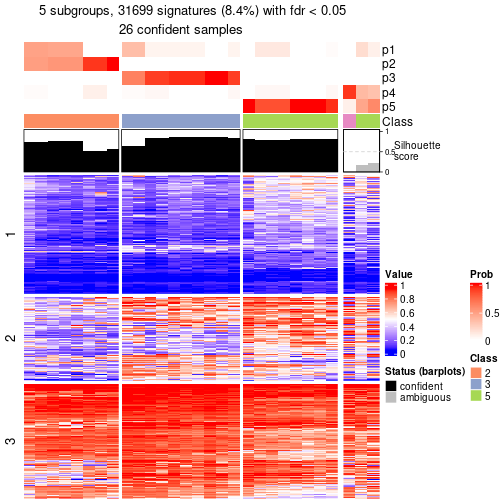 5 subgroups, 31699 signatures (8.4%) with fdr < 0.05
26 confident samples
p1
p2
p3
p4
p5
Class
1
0.5
0
Silhouette
score
1
2
3
Value
1
0.8
0.6
0.4
0.2
0
Status (barplots)
confident
ambiguous
Prob
1
0.5
0
Class
2
3
5